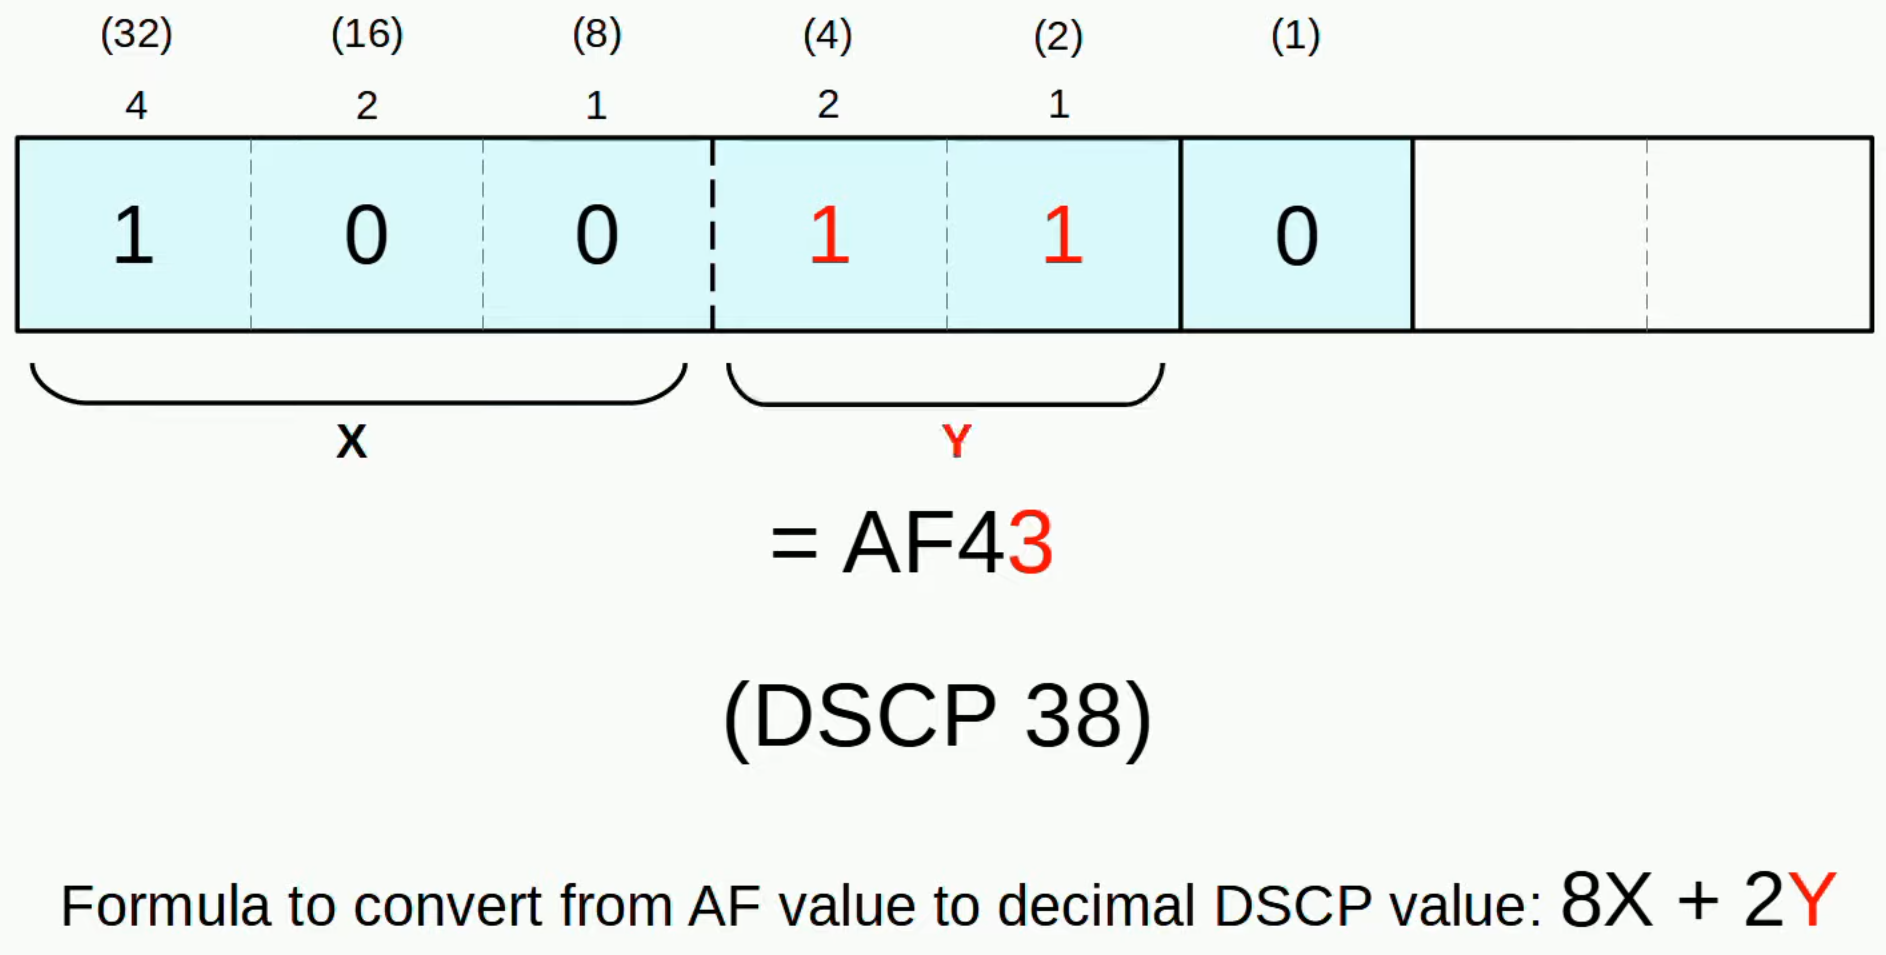 (32) (16) (8) (4) (2) (1)
4 2 1 2 1
1 0 0 1 1 0
X Y
= AF43
(DSCP 38)
Formula to convert from AF value to decimal DSCP value: 8X + 2Y